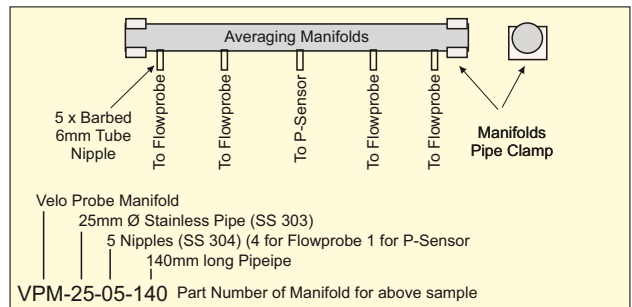 Averaging Manifolds
5 x Barbed
6mm Tube
Nipple
To Flowprobe
To Flowprobe
To P-Sensor
To Flowprobe
To Flowprobe
Manifolds
Pipe Clamp
Velo Probe Manifold
25mm Ø Stainless Pipe (SS 303)
5 Nipples (SS 304) (4 for Flowprobe 1 for P-Sensor
140mm long Pipeipe
VPM-25-05-140 Part Number of Manifold for above sample